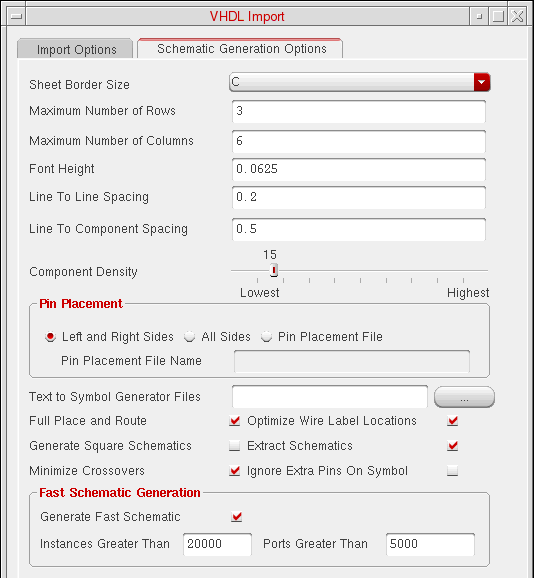 VHDL Import
Import Options Schematic Generation Options
Sheet Border Size C
Maximum Number of Rows 3
Maximum Number of Columns 6
Font Height 0.0625
Line To Line Spacing 0.2
Line To Component Spacing 0.5
15
Component Density
Lowest Highest
Pin Placement
Left and Right Sides All Sides Pin Placement File
Pin Placement File Name
Text to Symbol Generator Files ...
Full Place and Route Optimize Wire Label Locations
Generate Square Schematics Extract Schematics
Minimize Crossovers Ignore Extra Pins On Symbol
Fast Schematic Generation
Generate Fast Schematic
Instances Greater Than 20000 Ports Greater Than 5000